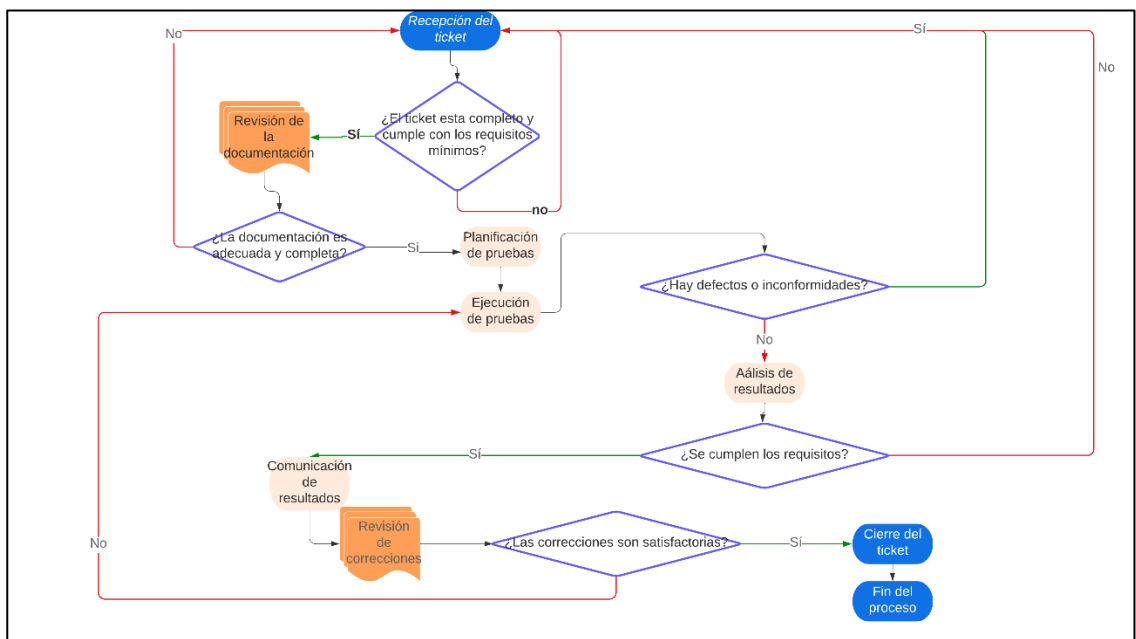 Recepción del
ticket
No
Sí
No
¿El ticket esta completo y
cumple con los requisitos
mínimos?
Sí
Revisión de
la
documentación
no
¿La documentación es
adecuada y completa?
Si
Planificación
de pruebas
¿Hay defectos o inconformidades?
Ejecución
de pruebas
No
Aálisis de
resultados
¿Se cumplen los requisitos?
Sí
Comunicación
de
resultados
Revisión
de
correcciones
¿Las correcciones son satisfactorias?
Sí
Cierre del
ticket
No
Fin del
proceso